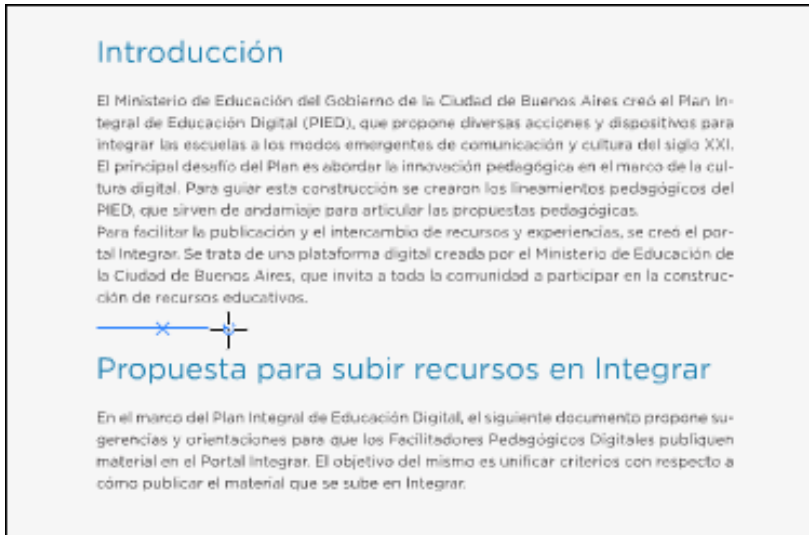 Introducción
El Ministerio de Educación del Gobierno de la Ciudad de Buenos Aires creó el Plan In-
tegral de Educación Digital (PIED), que propone diversas acciones y dispositivos para
integrar las escuelas a los modos emergentes de comunicación y cultura del siglo XXI.
El principal desafío del Plan es abordar la innovación pedagógica en el marco de la cul-
tura digital. Para guiar esta construcción se crearon los lineamientos pedagógicos del
PIED, que sirven de andamiaje para articular las propuestas pedagógicas.
Para facilitar la publicación y el intercambio de recursos y experiencias, se creó el por-
tal Integrar. Se trata de una plataforma digital creada por el Ministerio de Educación de
la Ciudad de Buenos Aires, que invita a toda la comunidad a participar en la construc-
ción de recursos educativos.
Propuesta para subir recursos en Integrar
En el marco del Plan Integral de Educación Digital, el siguiente documento propone su-
gerencias y orientaciones para que los Facilitadores Pedagógicos Digitales publiquen
material en el Portal Integrar. El objetivo del mismo es unificar criterios con respecto a
cómo publicar el material que se sube en Integrar.